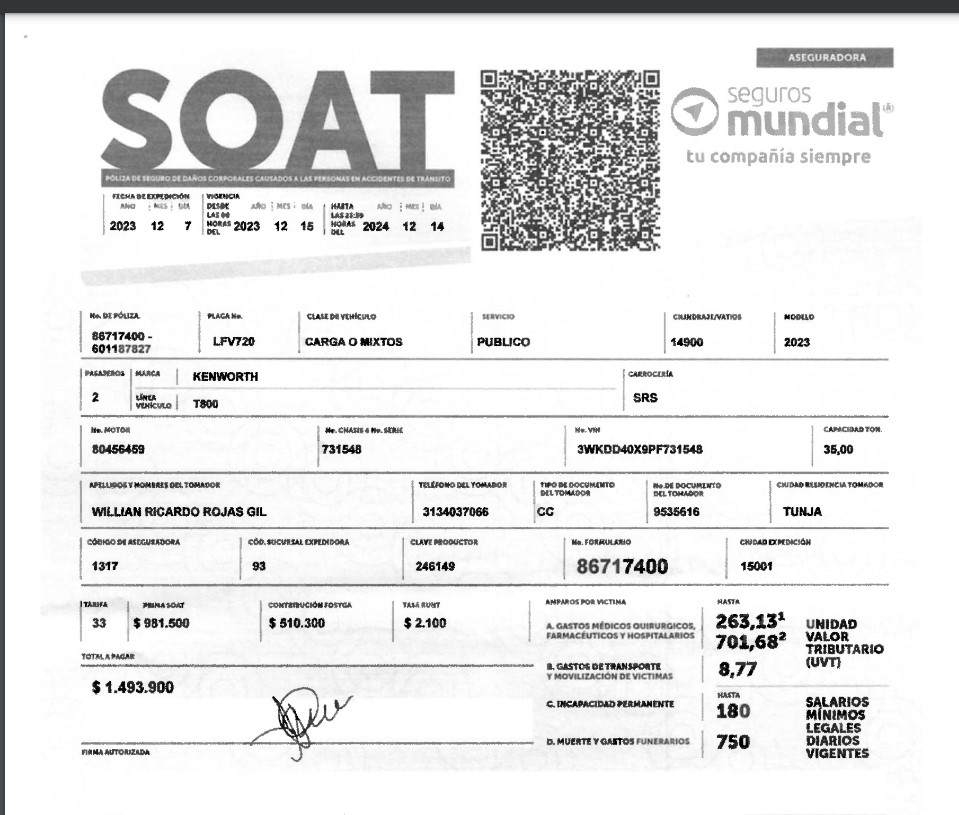 ASEGURADORA
SOAT
seguros
mundial
tu compañía siempre
PÓLIZA DE SEGURO DE DAÑOS CORPORALES CAUSADOS A LAS PERSONAS EN ACCIDENTES DE TRÁNSITO
FECHA DE EXPEDICIÓN VIGENCIA
AÑO MES DÍA DESDE LAS 00 HORAS DEL AÑO MES DÍA HASTA LAS 23:59 HORAS DEL AÑO MES DÍA
2023 12 7 2023 12 15 2024 12 14
No. DE PÓLIZA PLACA No. CLASE DE VEHÍCULO SERVICIO CILINDRAJE/VATIOS MODELO
86717400 -
601187827 LFV720 CARGA O MIXTOS PUBLICO 14900 2023
PASAJEROS MARCA KENWORTH CARROCERÍA
2 LÍNEA VEHÍCULO T800 SRS
No. MOTOR No. CHASIS ó No. SERIE No. VIN CAPACIDAD TON.
80456459 731548 3WKDD40X9PF731548 35,00
APELLIDOS Y NOMBRES DEL TOMADOR TELÉFONO DEL TOMADOR TIPO DE DOCUMENTO DEL TOMADOR No. DE DOCUMENTO DEL TOMADOR CIUDAD RESIDENCIA TOMADOR
WILLIAN RICARDO ROJAS GIL 3134037066 CC 9535616 TUNJA
CÓDIGO DE ASEGURADORA CÓD. SUCURSAL EXPEDIDORA CLAVE PRODUCTOR No. FORMULARIO CIUDAD EXPEDICIÓN
1317 93 246149 86717400 15001
TARIFA PRIMA SOAT CONTRIBUCIÓN FOSYGA TASA RUNT
33 $ 981.500 $ 510.300 $ 2.100
TOTAL A PAGAR
$ 1.493.900
FIRMA AUTORIZADA
AMPAROS POR VICTIMA HASTA
A. GASTOS MÉDICOS QUIRURGICOS, 263,13¹
FARMACÉUTICOS Y HOSPITALARIOS 701,68²
B. GASTOS DE TRANSPORTE
Y MOVILIZACIÓN DE VICTIMAS 8,77
UNIDAD
VALOR
TRIBUTARIO
(UVT)
HASTA
C. INCAPACIDAD PERMANENTE 180
D. MUERTE Y GASTOS FUNERARIOS 750
SALARIOS
MÍNIMOS
LEGALES
DIARIOS
VIGENTES